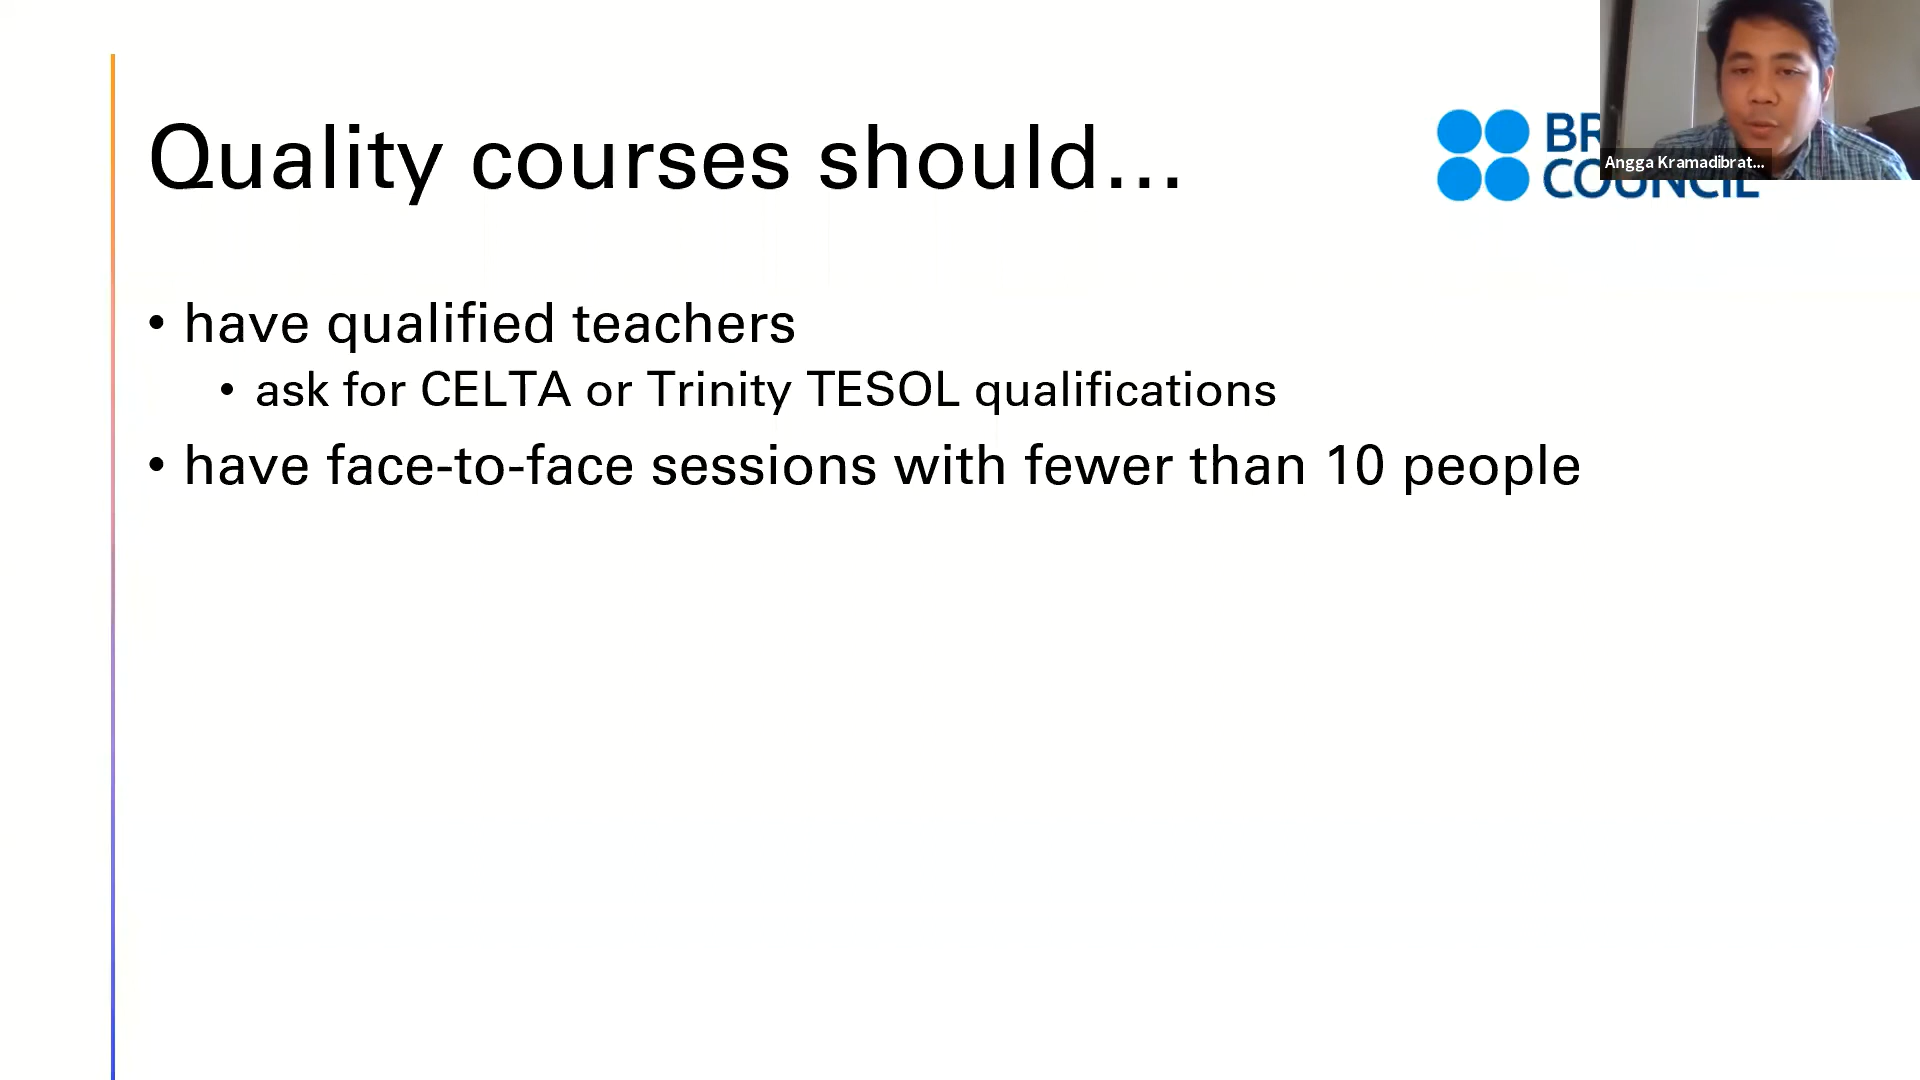 Quality courses should...
BR
COUNCIL
Angga Kramadibrat...
• have qualified teachers
• ask for CELTA or Trinity TESOL qualifications
• have face-to-face sessions with fewer than 10 people